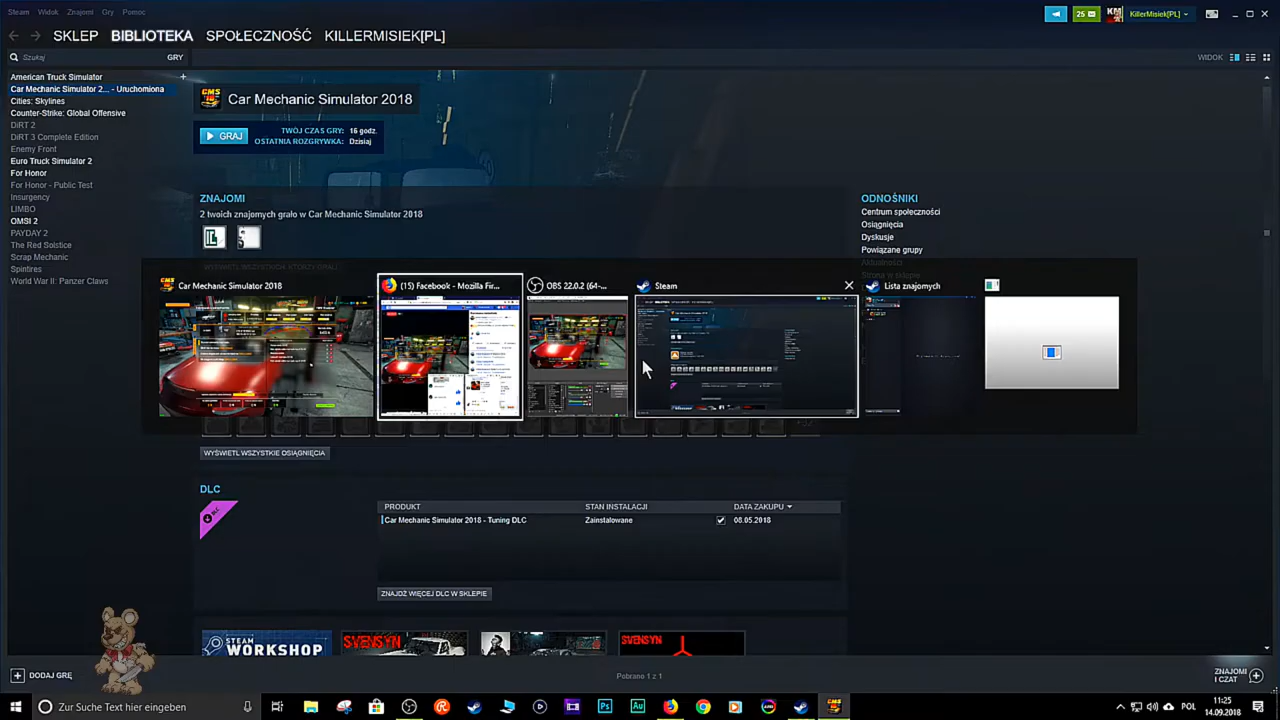 Steam Widok Znajomi Gry Pomoc
25
KillerMisiek[PL]
SKLEP BIBLIOTEKA SPOŁECZNOŚĆ KILLERMISIEK[PL]
Szukaj GRY
WIDOK
American Truck Simulator
Car Mechanic Simulator 2... - Uruchomiona
Cities: Skylines
Counter-Strike: Global Offensive
DiRT 2
DiRT 3 Complete Edition
Enemy Front
Euro Truck Simulator 2
For Honor
For Honor - Public Test
Insurgency
LIMBO
OMSI 2
PAYDAY 2
The Red Solstice
Scrap Mechanic
Spintires
World War II: Panzer Claws
Car Mechanic Simulator 2018
GRAJ
TWÓJ CZAS GRY: 16 godz.
OSTATNIA ROZGRYWKA: Dzisiaj
ZNAJOMI
2 twoich znajomych grało w Car Mechanic Simulator 2018
WYŚWIETL WSZYSTKICH, KTÓRZY GRALI
ODNOŚNIKI
Centrum społeczności
Osiągnięcia
Dyskusje
Powiązane grupy
Aktualności
Strona w sklepie
Car Mechanic Simulator 2018
(15) Facebook - Mozilla Fir...
OBS 22.0.2 (64-...
Steam
Lista znajomych
WYŚWIETL WSZYSTKIE OSIĄGNIĘCIA
DLC
PRODUKT STAN INSTALACJI DATA ZAKUPU
Car Mechanic Simulator 2018 - Tuning DLC Zainstalowane 08.05.2018
ZNAJDŹ WIĘCEJ DLC W SKLEPIE
STEAM WORKSHOP
SVENSYN
SVENSYN
DODAJ GRĘ
Pobrano 1 z 1
ZNAJOMI
I CZAT
Zur Suche Text hier eingeben
POL
11:25
14.09.2018